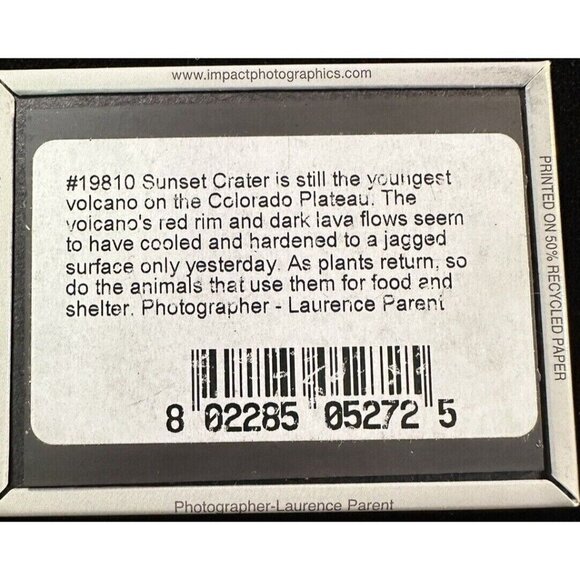 www.impactphotographics.com
#19810 Sunset Crater is still the youngest
volcano on the Colorado Plateau. The
volcano's red rim and dark lava flows seem
to have cooled and hardened to a jagged
surface only yesterday. As plants return, so
do the animals that use them for food and
shelter. Photographer - Laurence Parent
8 02285 05272 5
Photographer-Laurence Parent
PRINTED ON 50% RECYCLED PAPER